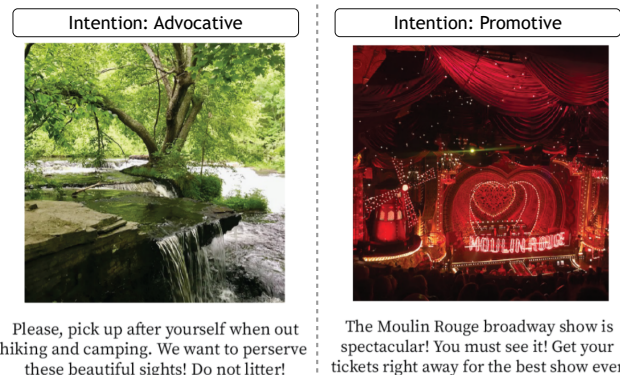 Intention: Advocative
Please, pick up after yourself when out
hiking and camping. We want to perserve
these beautiful sights! Do not litter!
Intention: Promotive
MOULIN ROUGE
The Moulin Rouge broadway show is
spectacular! You must see it! Get your
tickets right away for the best show ever